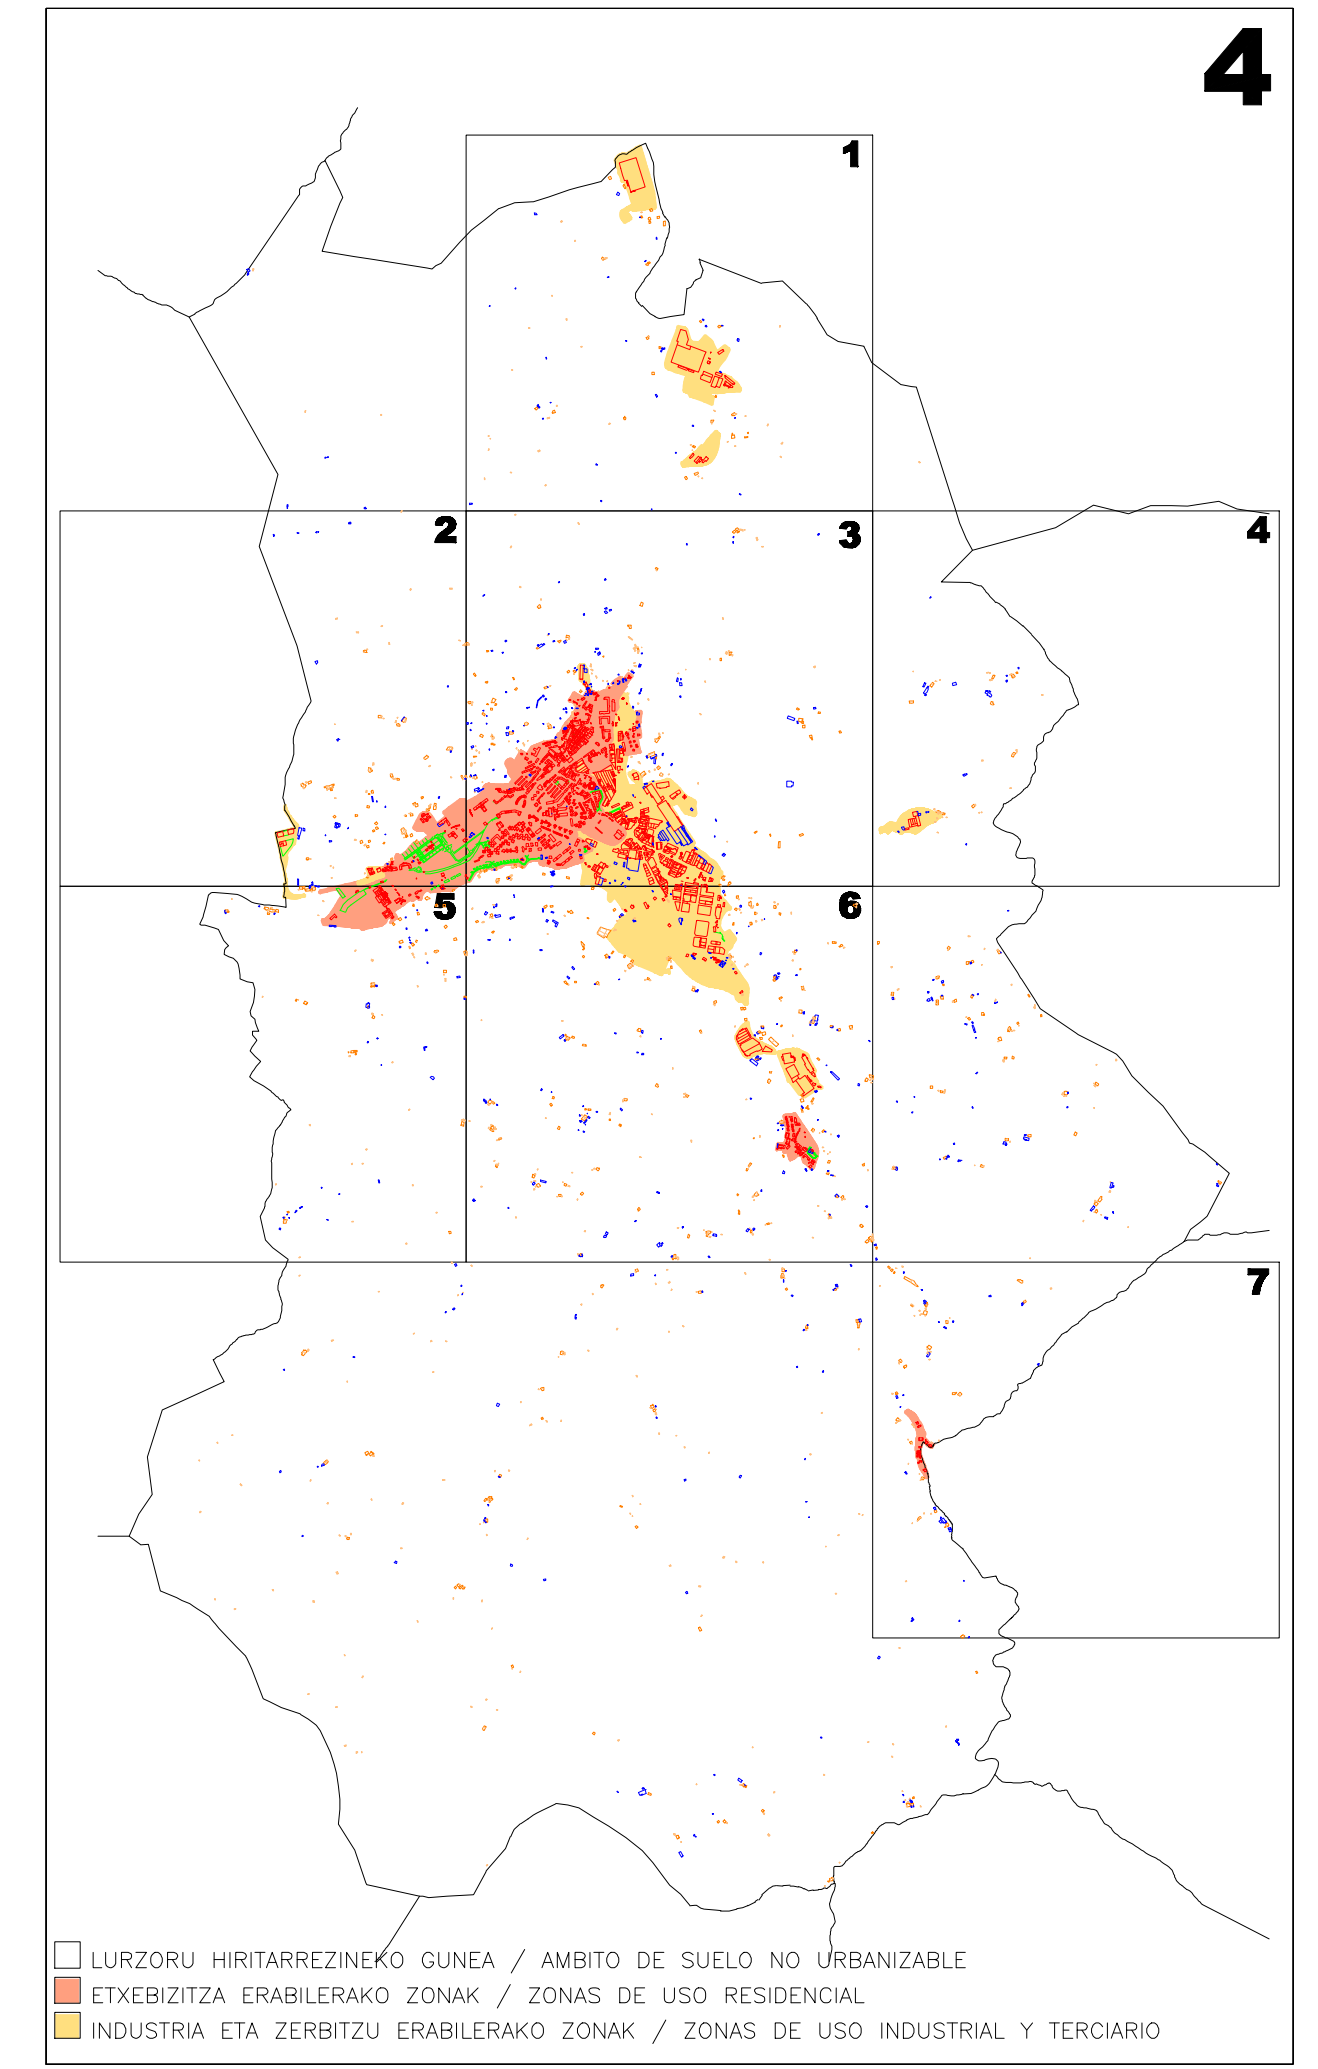 4
1
2
3
4
5
6
7
LURZORU HIRITARREZINEKO GUNEA / AMBITO DE SUELO NO URBANIZABLE
ETXEBIZITZA ERABILERAKO ZONAK / ZONAS DE USO RESIDENCIAL
INDUSTRIA ETA ZERBITZU ERABILERAKO ZONAK / ZONAS DE USO INDUSTRIAL Y TERCIARIO